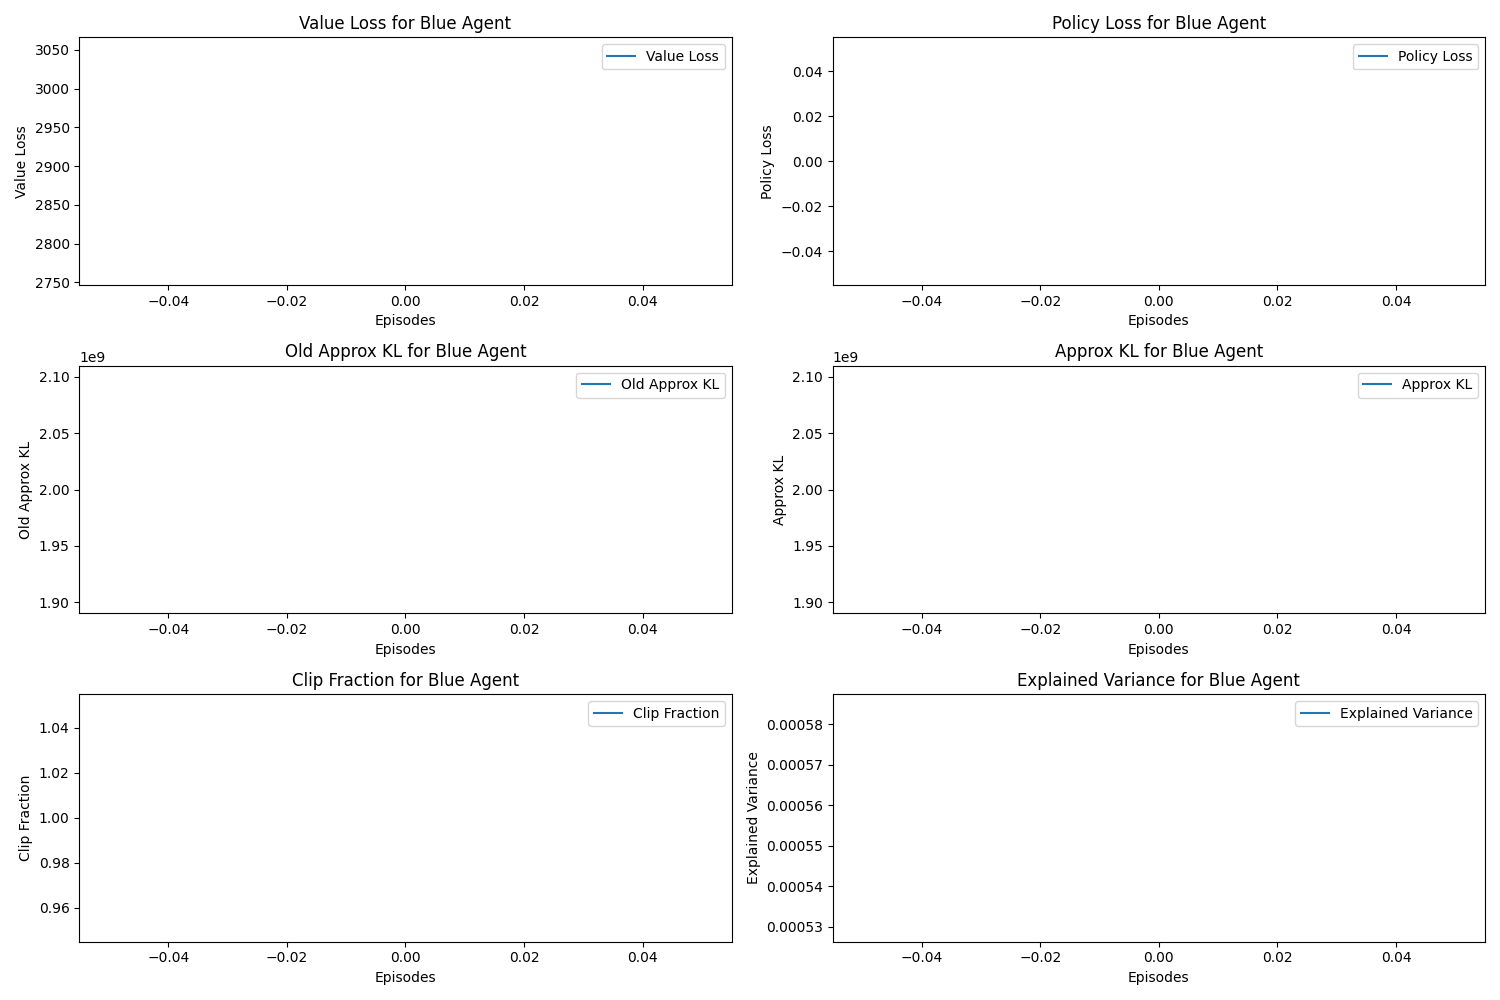 Value Loss for Blue Agent
Value Loss
3050
3000
2950
2900
2850
2800
2750
Value Loss
−0.04 −0.02 0.00 0.02 0.04
Episodes
Policy Loss for Blue Agent
Policy Loss
0.04
0.02
0.00
−0.02
−0.04
Policy Loss
−0.04 −0.02 0.00 0.02 0.04
Episodes
Old Approx KL for Blue Agent
1e9
Old Approx KL
2.10
2.05
2.00
1.95
1.90
Old Approx KL
−0.04 −0.02 0.00 0.02 0.04
Episodes
Approx KL for Blue Agent
1e9
Approx KL
2.10
2.05
2.00
1.95
1.90
Approx KL
−0.04 −0.02 0.00 0.02 0.04
Episodes
Clip Fraction for Blue Agent
Clip Fraction
1.04
1.02
1.00
0.98
0.96
Clip Fraction
−0.04 −0.02 0.00 0.02 0.04
Episodes
Explained Variance for Blue Agent
Explained Variance
0.00058
0.00057
0.00056
0.00055
0.00054
0.00053
Explained Variance
−0.04 −0.02 0.00 0.02 0.04
Episodes